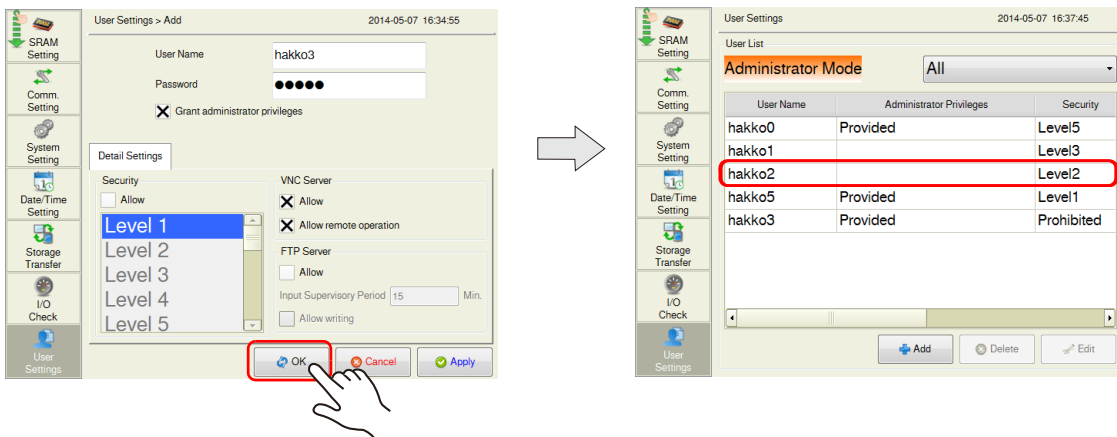 User Settings > Add 2014-05-07 16:34:55
SRAM
Setting
Comm.
Setting
System
Setting
Date/Time
Setting
Storage
Transfer
I/O
Check
User
Settings
User Name hakko3
Password ●●●●●
Grant administrator privileges
Detail Settings
Security
Allow
Level 1
Level 2
Level 3
Level 4
Level 5
VNC Server
Allow
Allow remote operation
FTP Server
Allow
Input Supervisory Period 15 Min.
Allow writing
OK Cancel Apply
User Settings 2014-05-07 16:37:45
SRAM
Setting
Comm.
Setting
System
Setting
Date/Time
Setting
Storage
Transfer
I/O
Check
User
Settings
User List
Administrator Mode All
User Name Administrator Privileges Security
hakko0 Provided Level5
hakko1 Level3
hakko2 Level2
hakko5 Provided Level1
hakko3 Provided Prohibited
Add Delete Edit